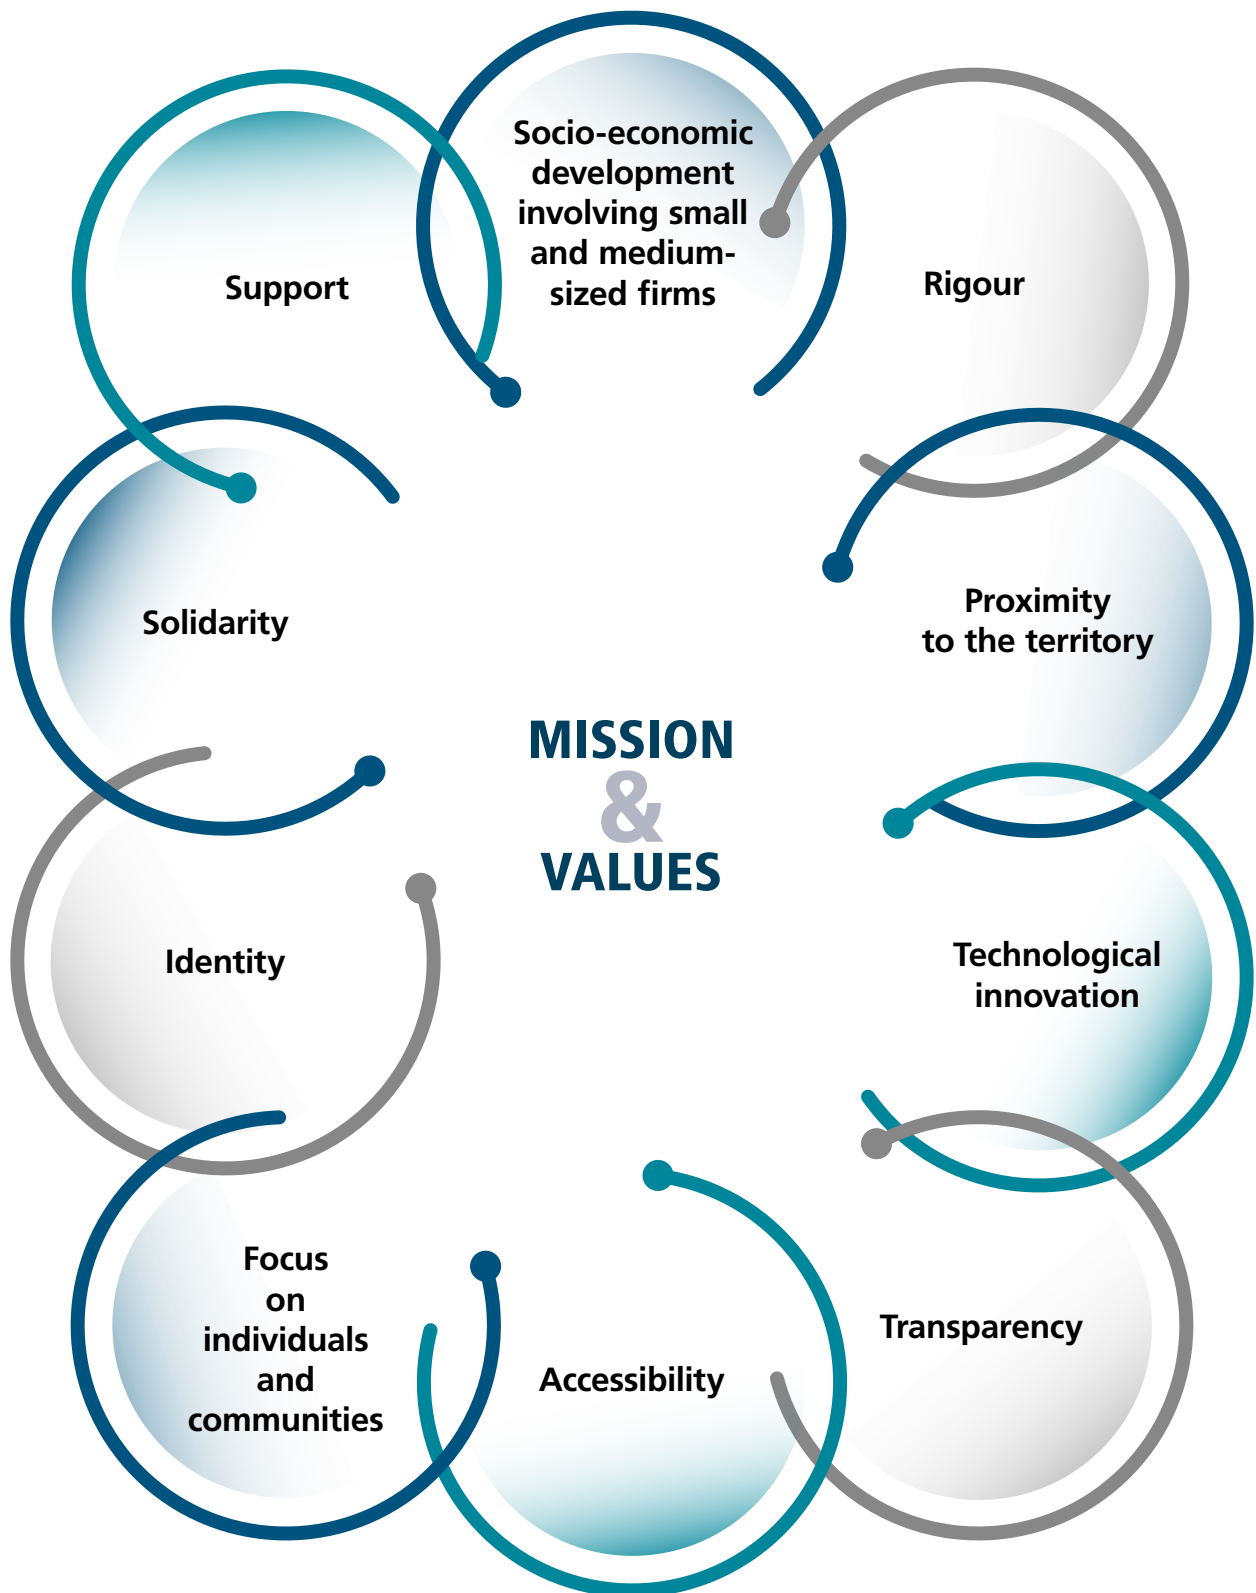 Socio-economic
development
involving small
and medium-
sized firms
Support
Rigour
Proximity
to the territory
Solidarity
MISSION
&
VALUES
Technological
innovation
Identity
Focus
on
individuals
and
communities
Accessibility
Transparency